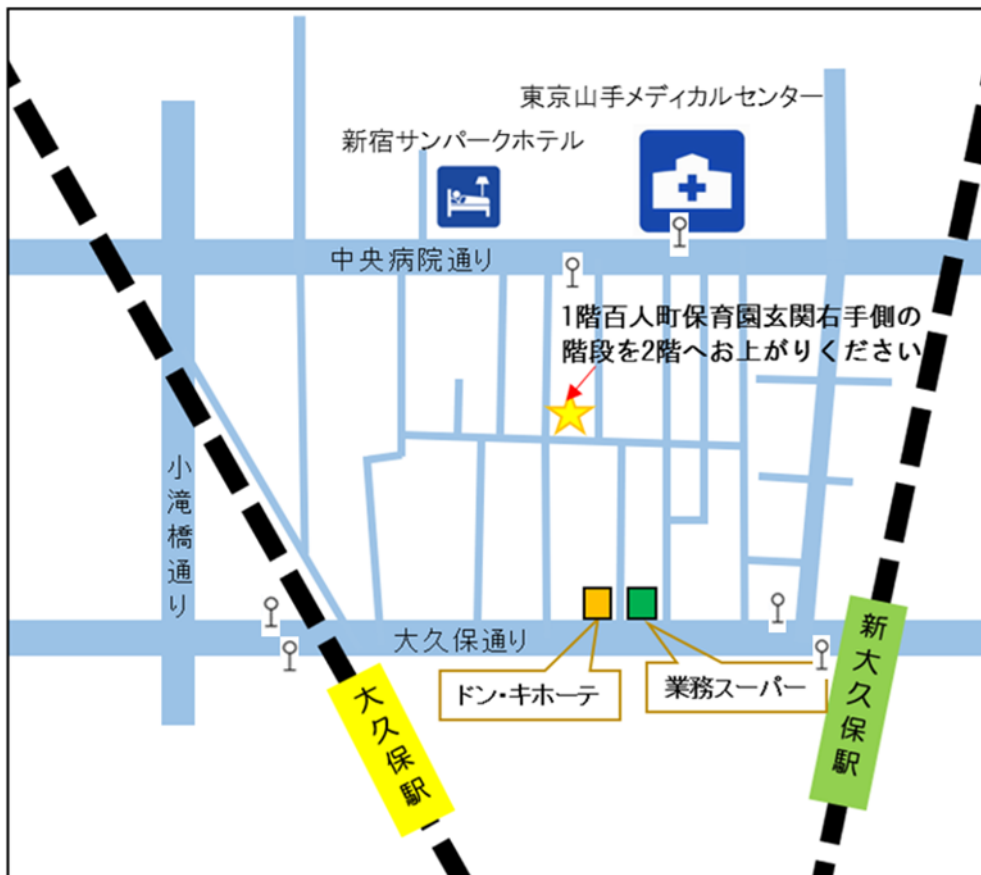 東京山手メディカルセンター
新宿サンパークホテル
中央病院通り
1階百人町保育園玄関右手側の
階段を2階へお上がりください
小滝橋通り
大久保通り
ドン・キホーテ
業務スーパー
大久保駅
新大久保駅